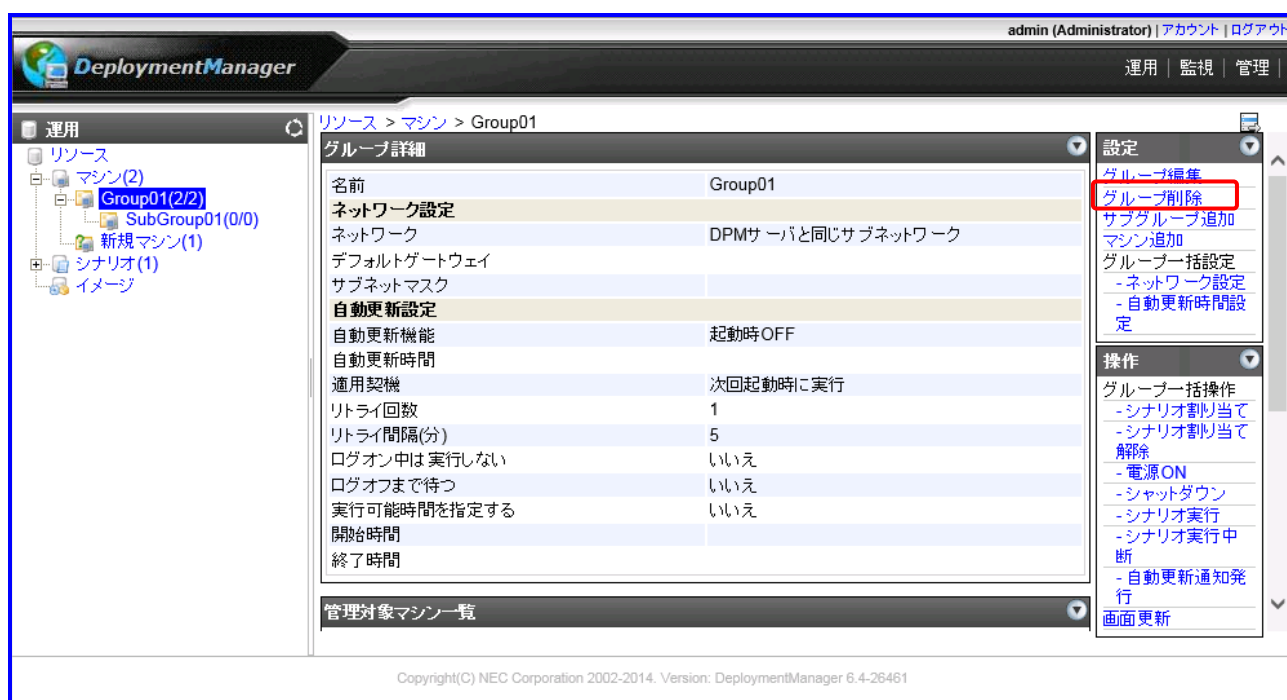 admin (Administrator) | アカウント | ログアウト
DeploymentManager
運用 | 監視 | 管理 |
運用
リソース
マシン(2)
Group01(2/2)
SubGroup01(0/0)
新規マシン(1)
シナリオ(1)
イメージ
リソース > マシン > Group01
グループ詳細
名前 Group01
ネットワーク設定
ネットワーク DPMサーバと同じサブネットワーク
デフォルトゲートウェイ
サブネットマスク
自動更新設定
自動更新機能 起動時OFF
自動更新時間
適用契機 次回起動時に実行
リトライ回数 1
リトライ間隔(分) 5
ログオン中は実行しない いいえ
ログオフまで待つ いいえ
実行可能時間を指定する いいえ
開始時間
終了時間
管理対象マシン一覧
設定
グループ編集
グループ削除
サブグループ追加
マシン追加
グループ一括設定
- ネットワーク設定
- 自動更新時間設
定
操作
グループ一括操作
- シナリオ割り当て
- シナリオ割り当て
解除
- 電源ON
- シャットダウン
- シナリオ実行
- シナリオ実行中
断
- 自動更新通知発
行
画面更新
Copyright(C) NEC Corporation 2002-2014. Version: DeploymentManager 6.4-26461